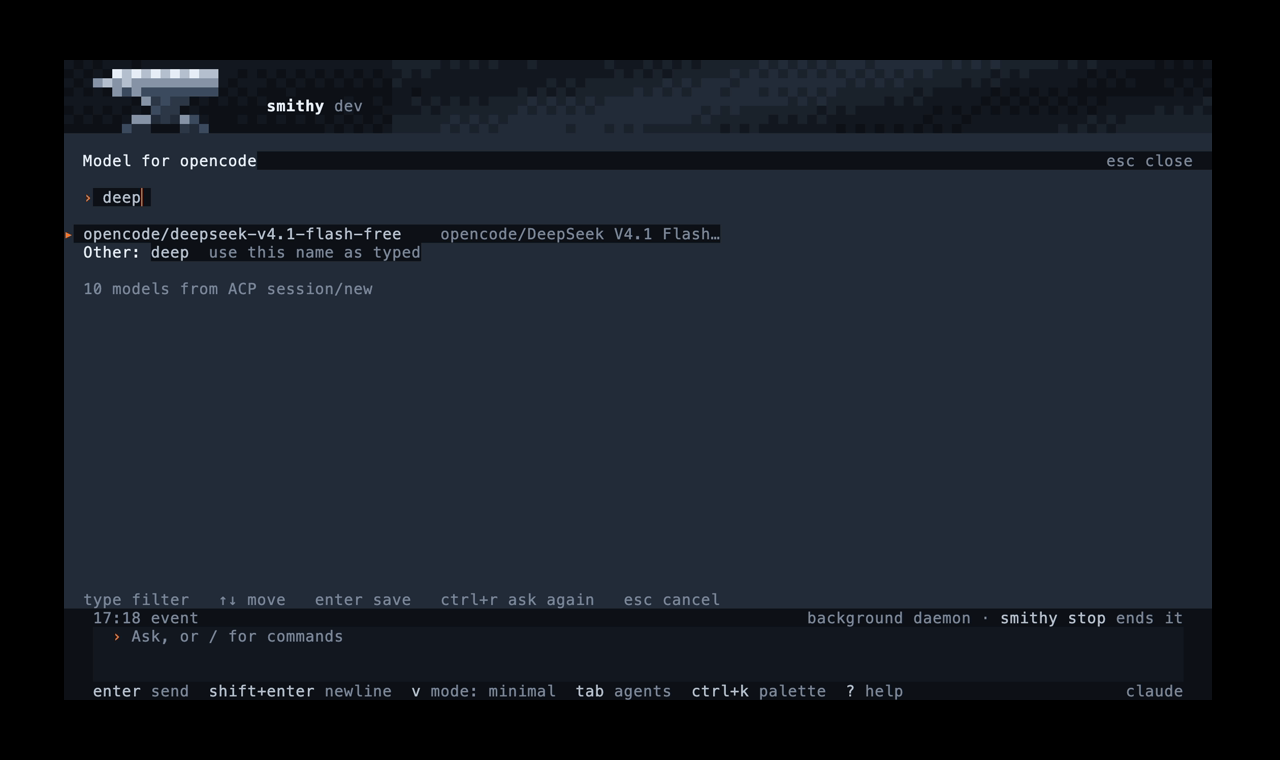 smithy dev
Model for opencode esc close
› deep
▸ opencode/deepseek-v4.1-flash-free opencode/DeepSeek V4.1 Flash…
Other: deep use this name as typed
10 models from ACP session/new
type filter ↑↓ move enter save ctrl+r ask again esc cancel
17:18 event background daemon · smithy stop ends it
› Ask, or / for commands
enter send shift+enter newline v mode: minimal tab agents ctrl+k palette ? help claude